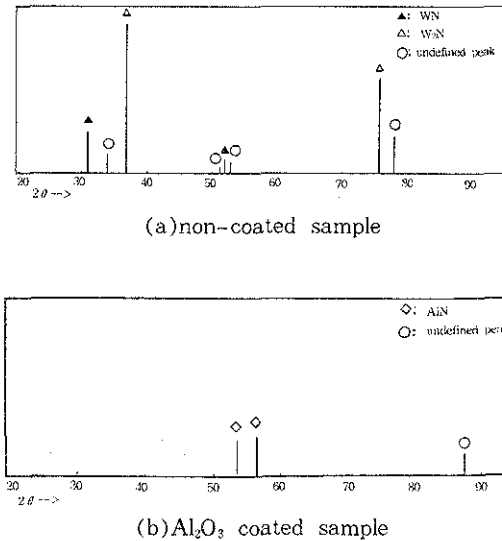 ▲: WN
△: W₂N
○: undefined peak
20 30 40 50 60 70 80 90
2θ -->
(a)non-coated sample
◇: AlN
○: undefined pea
20 30 40 50 60 70 80 90
2θ -->
(b)Al₂O₃ coated sample